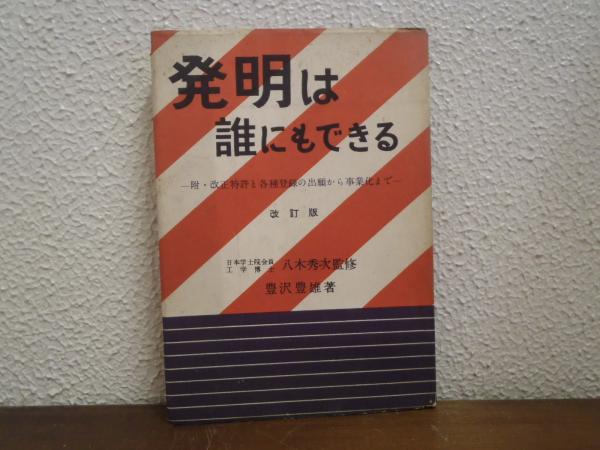 発明は
誰にもできる
—附・改正特許と各種登録の出願から事業化まで—
改訂版
日本学士院会員
工学博士 八木秀次監修
豊沢豊雄著